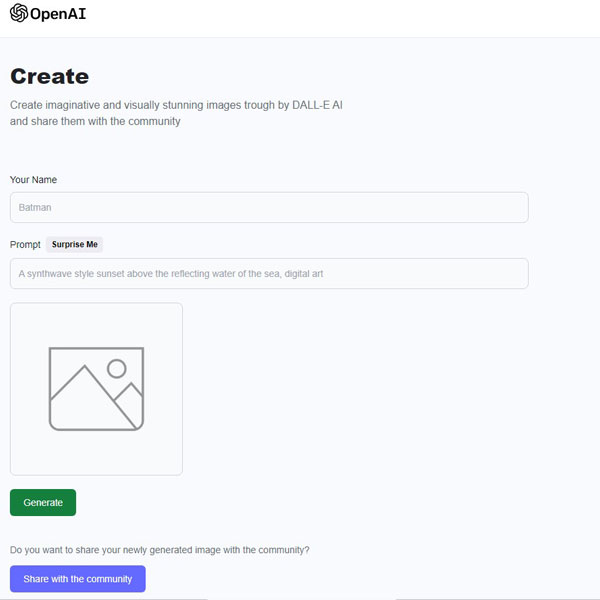 OpenAI
Create
Create imaginative and visually stunning images trough by DALL-E AI
and share them with the community
Your Name
Batman
Prompt Surprise Me
A synthwave style sunset above the reflecting water of the sea, digital art
Generate
Do you want to share your newly generated image with the community?
Share with the community